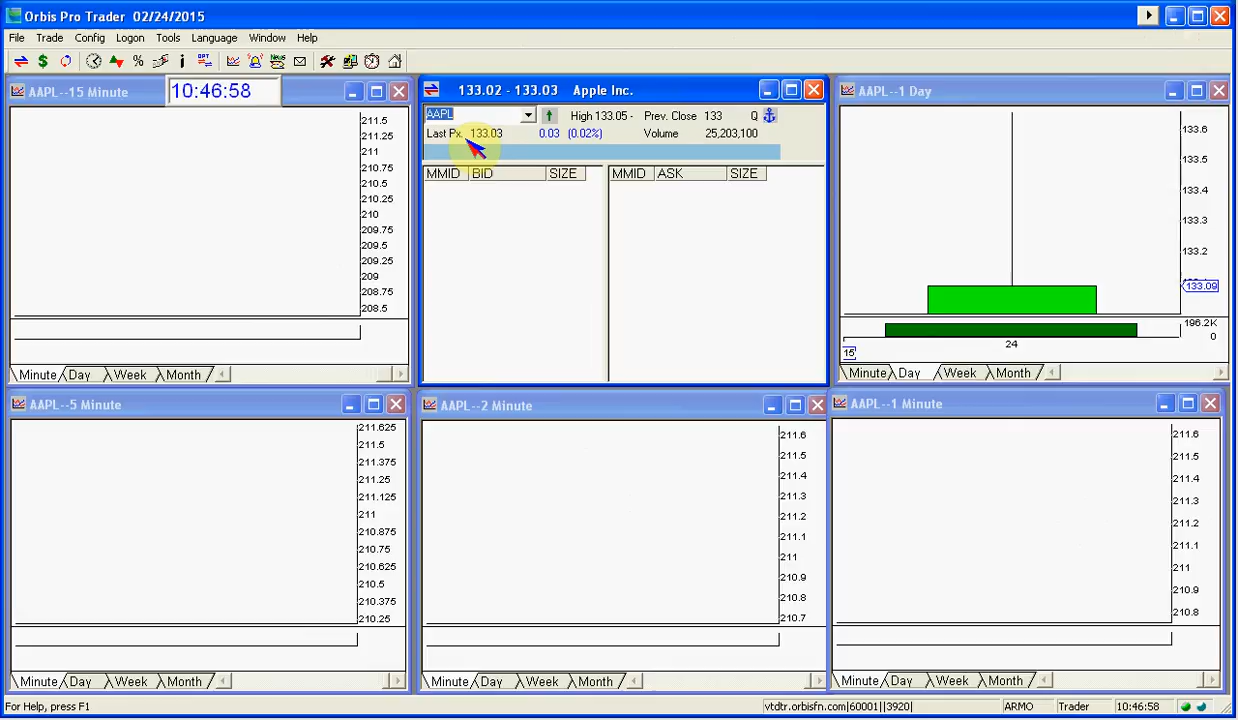 Orbis Pro Trader 02/24/2015
File Trade Config Logon Tools Language Window Help
AAPL--15 Minute
10:46:58
211.5
211.25
211
210.75
210.5
210.25
210
209.75
209.5
209.25
209
208.75
208.5
Minute Day Week Month
133.02 - 133.03 Apple Inc.
AAPL High 133.05 - Prev. Close 133 Q
Last Px. 133.03 0.03 (0.02%) Volume 25,203,100
MMID BID SIZE MMID ASK SIZE
AAPL--1 Day
133.6
133.5
133.4
133.3
133.2
133.09
196.2K
0
24
15
Minute Day Week Month
AAPL--5 Minute
211.625
211.5
211.375
211.25
211.125
211
210.875
210.75
210.625
210.5
210.375
210.25
Minute Day Week Month
AAPL--2 Minute
211.6
211.5
211.4
211.3
211.2
211.1
211
210.9
210.8
210.7
Minute Day Week Month
AAPL--1 Minute
211.6
211.5
211.4
211.3
211.2
211.1
211
210.9
210.8
Minute Day Week Month
For Help, press F1
vtdtr.orbisfn.com|60001||3920| ARMO Trader 10:46:58